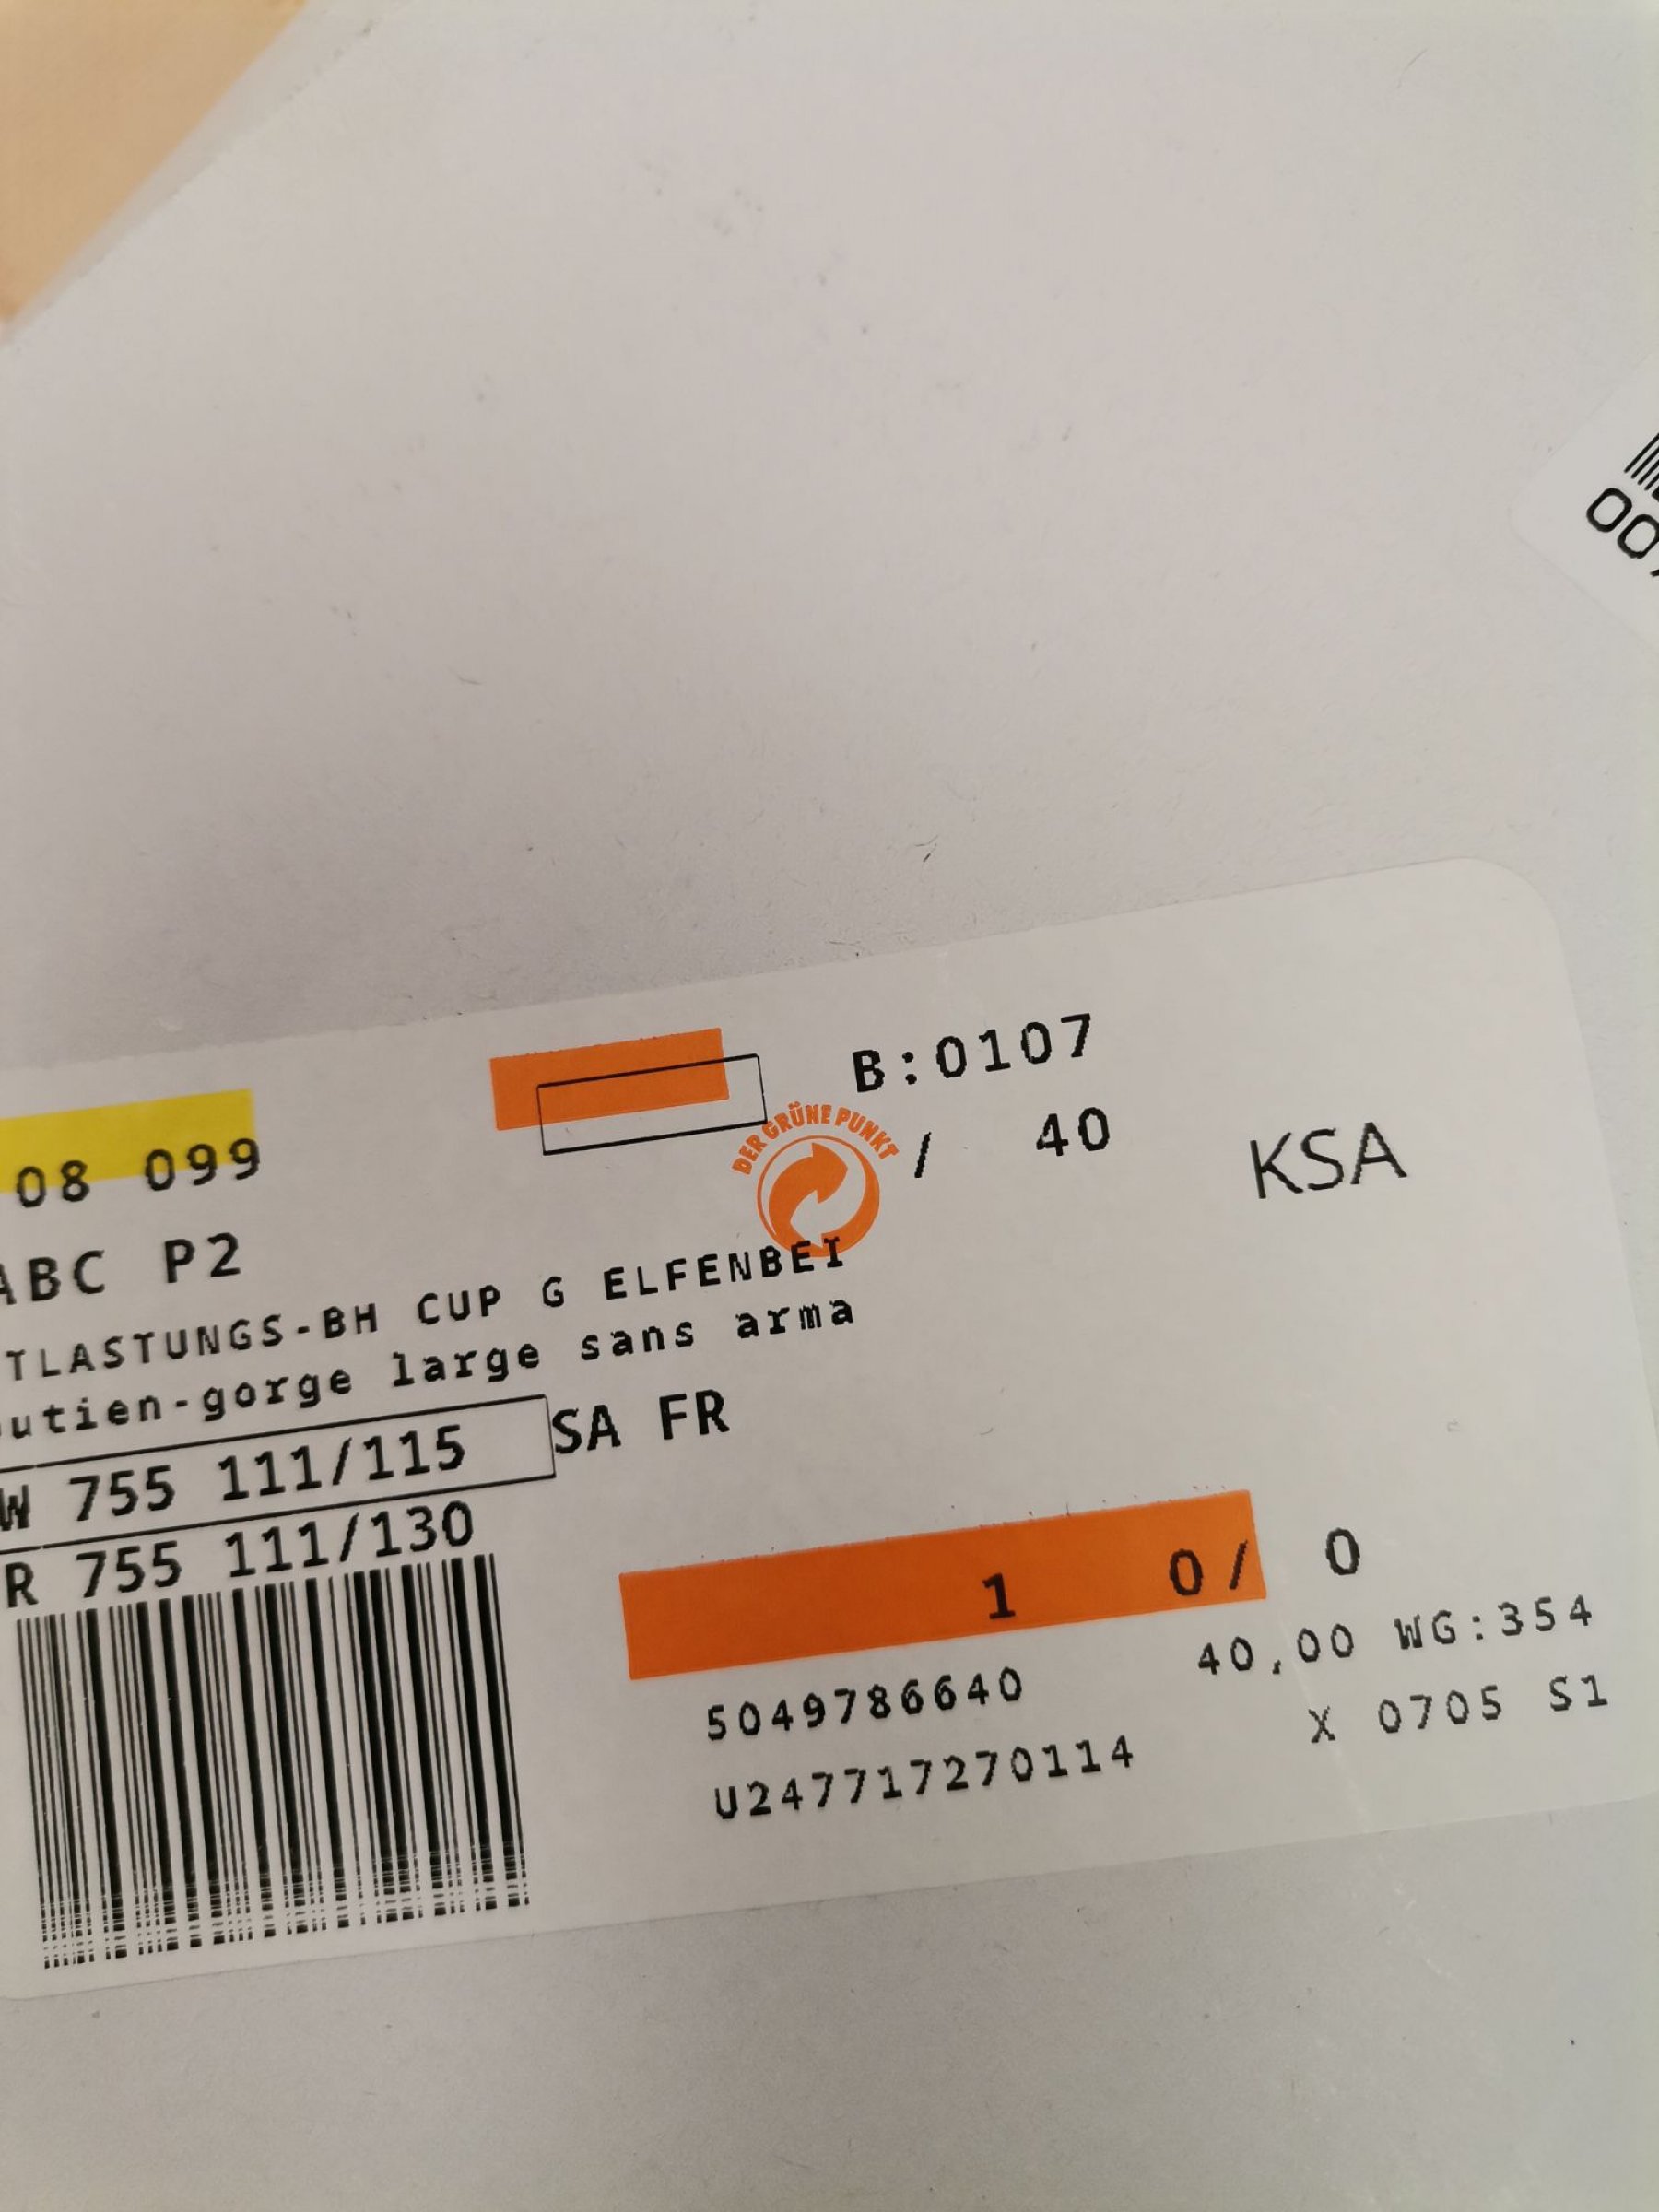 B:0107
08 099
DER GRÜNE PUNKT
/ 40
KSA
ABC P2
TLASTUNGS-BH CUP G ELFENBEI
utien-gorge large sans arma
W 755 111/115 SA FR
R 755 111/130
1 0/ 0
5049786640 40,00 WG:354
U247717270114 X 0705 S1
00